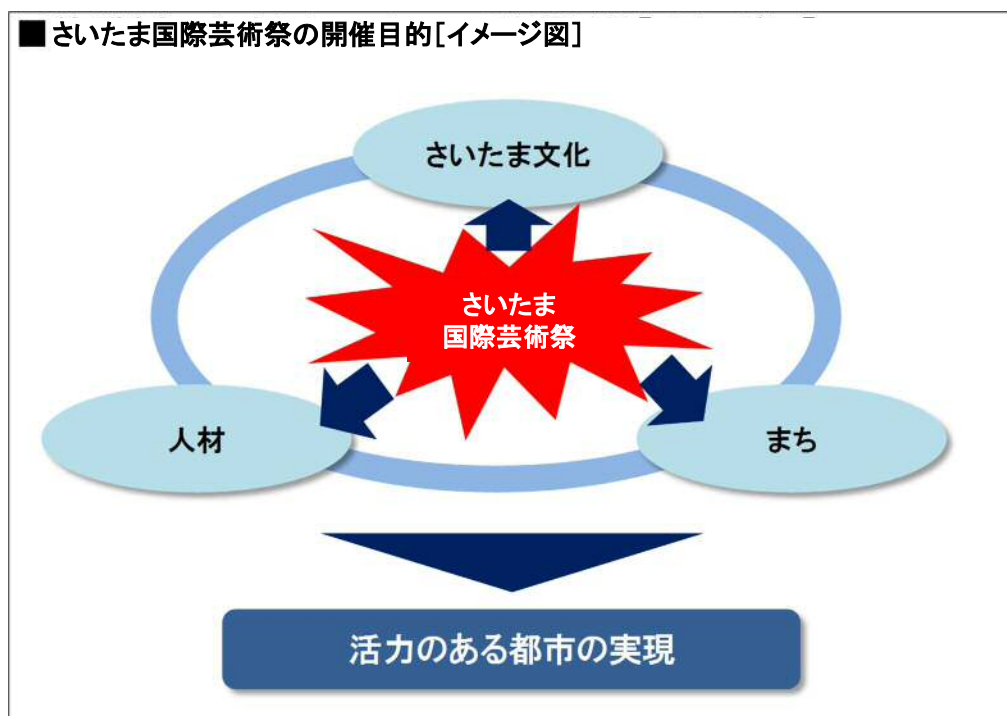 ■さいたま国際芸術祭の開催目的[イメージ図]
さいたま文化
さいたま
国際芸術祭
人材
まち
活力のある都市の実現